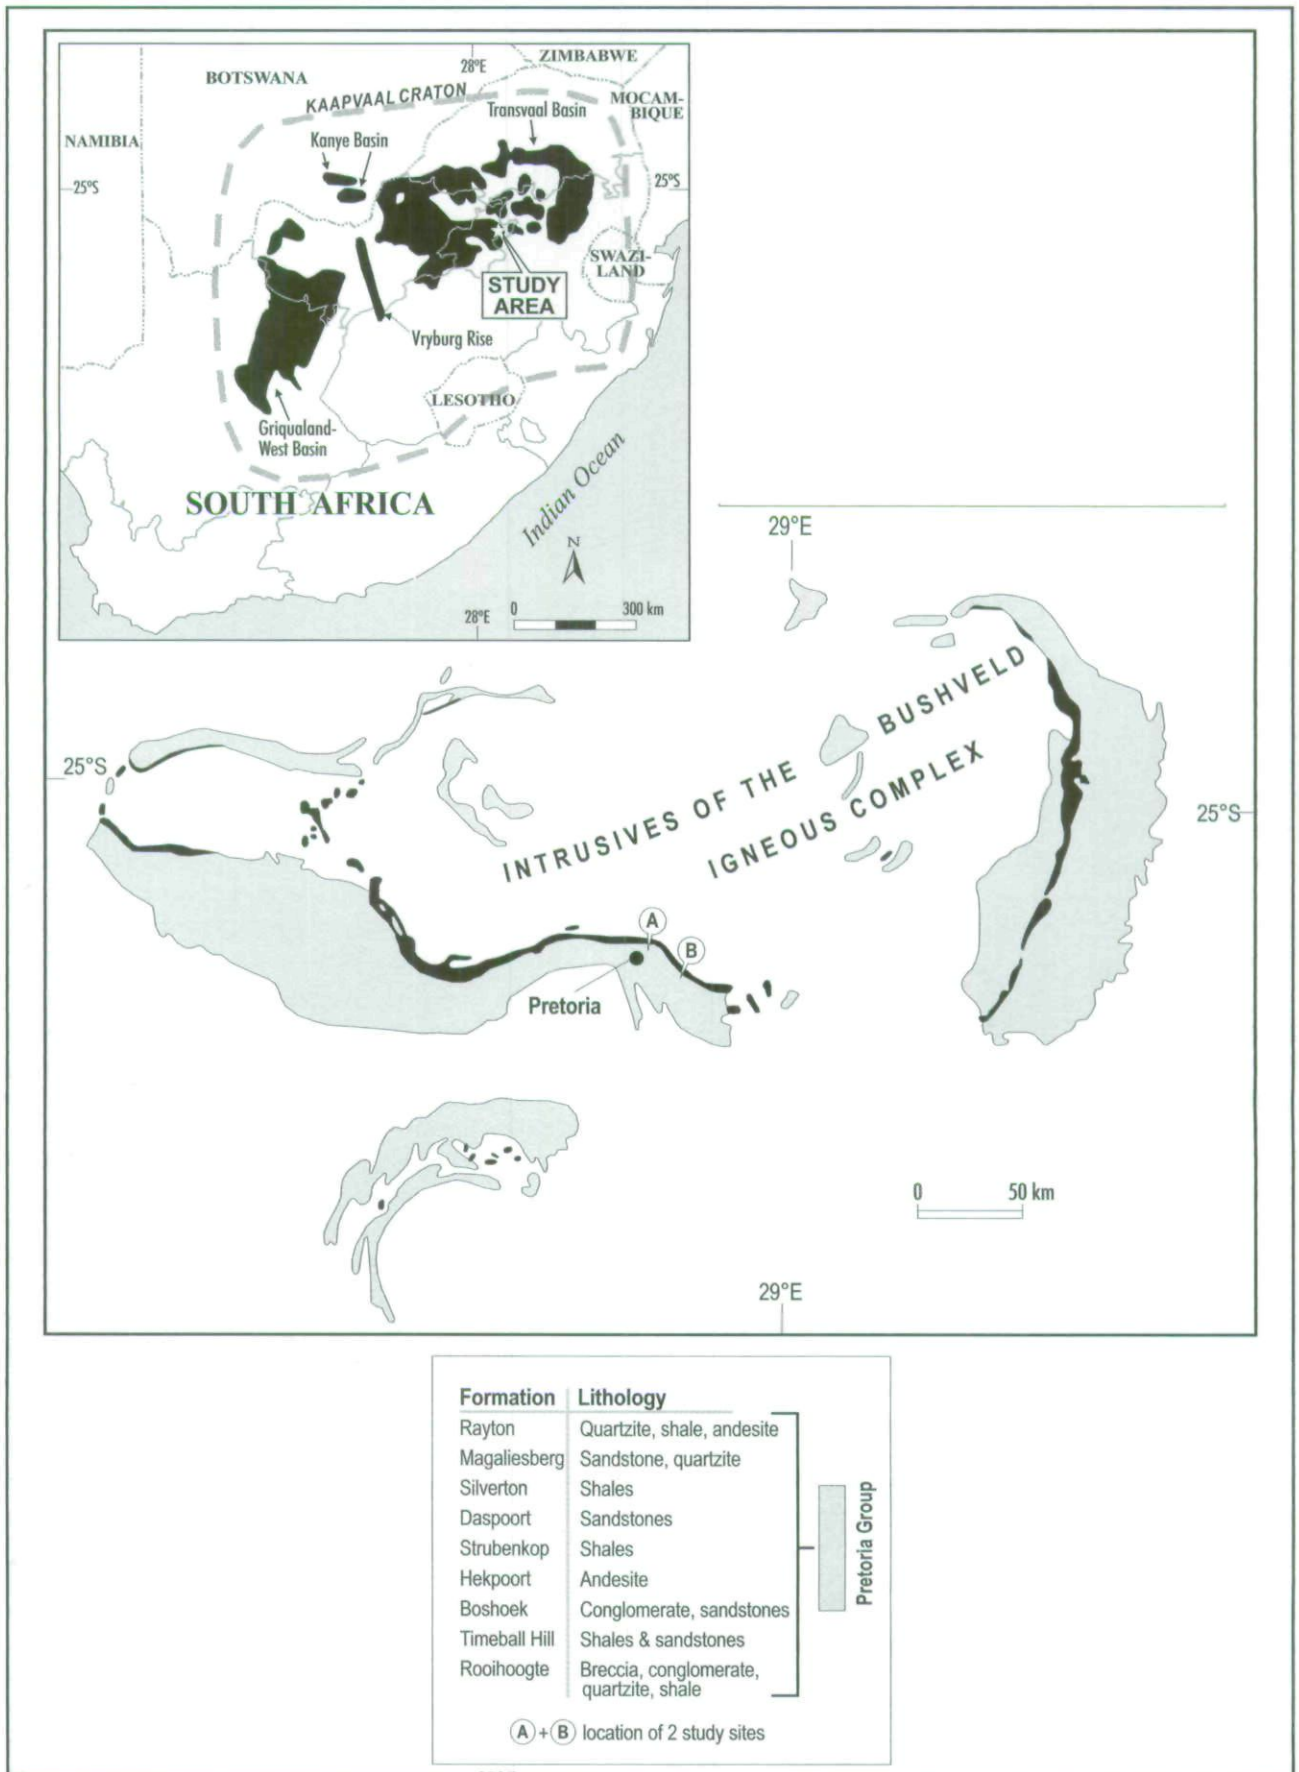 ZIMBABWE
28ºE
BOTSWANA
KAAPVAAL CRATON
MOCAM-
BIQUE
Transvaal Basin
NAMIBIA
Kanye Basin
25ºS
25ºS
SWAZI-
LAND
STUDY
AREA
Vryburg Rise
LESOTHO
Griqualand-
West Basin
SOUTH AFRICA
Indian Ocean
N
28ºE
0 300 km
29°E
25°S
25°S
INTRUSIVES OF THE BUSHVELD
IGNEOUS COMPLEX
A
B
Pretoria
0 50 km
29°E
Formation Lithology
Rayton Quartzite, shale, andesite
Magaliesberg Sandstone, quartzite
Silverton Shales
Daspoort Sandstones
Strubenkop Shales
Hekpoort Andesite
Boshoek Conglomerate, sandstones
Timeball Hill Shales & sandstones
Rooihoogte Breccia, conglomerate,
quartzite, shale
Pretoria Group
A + B location of 2 study sites